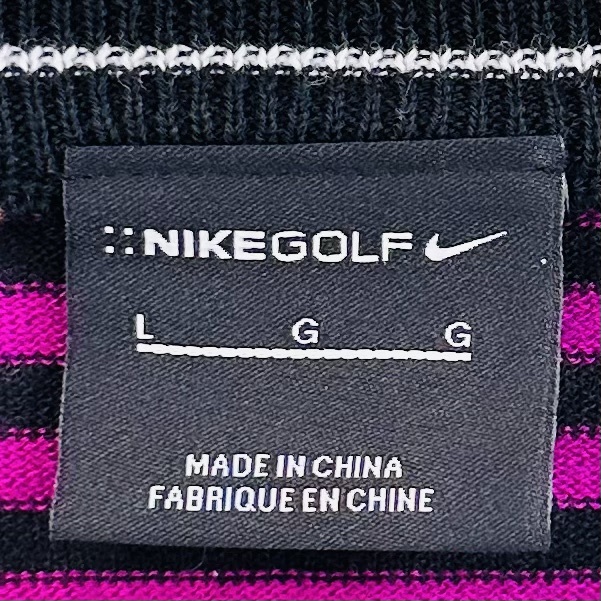 NIKEGOLF
L G G
MADE IN CHINA
FABRIQUE EN CHINE